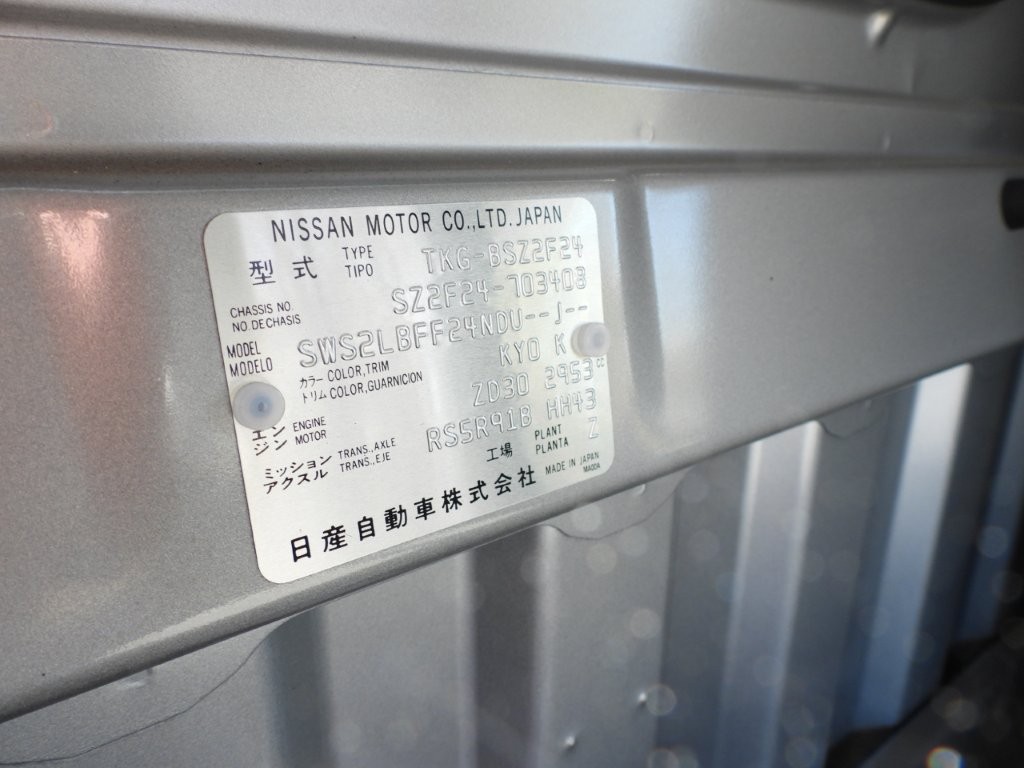 NISSAN MOTOR CO.,LTD.JAPAN
型式 TYPE TIPO TKG-BSZ2F24
CHASSIS NO. NO.DECHASIS SZ2F24-703403
MODEL MODELO SWS2LBFF24NDU--J--
カラー COLOR,TRIM トリム COLOR,GUARNICION KY0 K
エンジン ENGINE MOTOR ZD30 2953cc
ミッション TRANS.,AXLE アクスル TRANS.,EJE RS5R91B HH43
工場 PLANT PLANTA Z
日産自動車株式会社 MADE IN JAPAN
MA00A